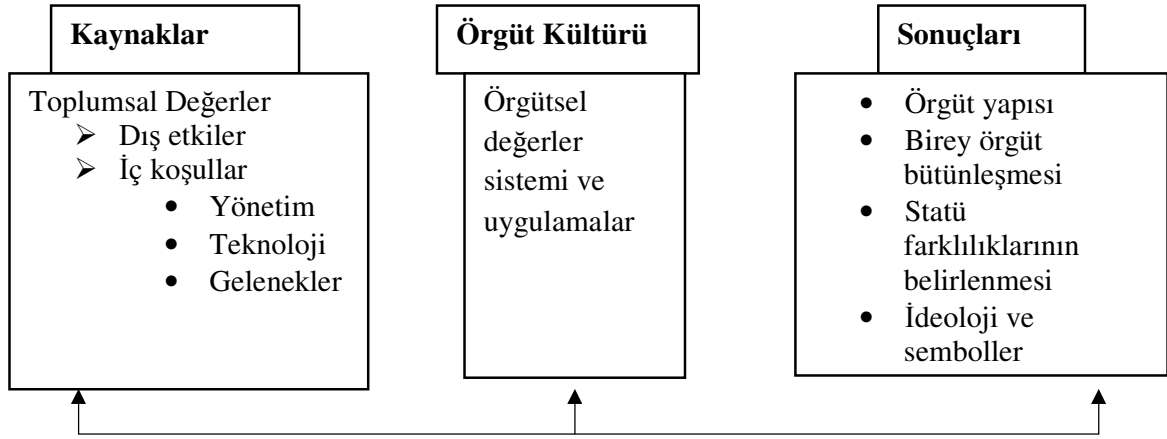 Kaynaklar
Toplumsal Değerler
➢ Dış etkiler
➢ İç koşullar
• Yönetim
• Teknoloji
• Gelenekler
Örgüt Kültürü
Örgütsel
değerler
sistemi ve
uygulamalar
Sonuçları
• Örgüt yapısı
• Birey örgüt
bütünleşmesi
• Statü
farklılıklarının
belirlenmesi
• İdeoloji ve
semboller